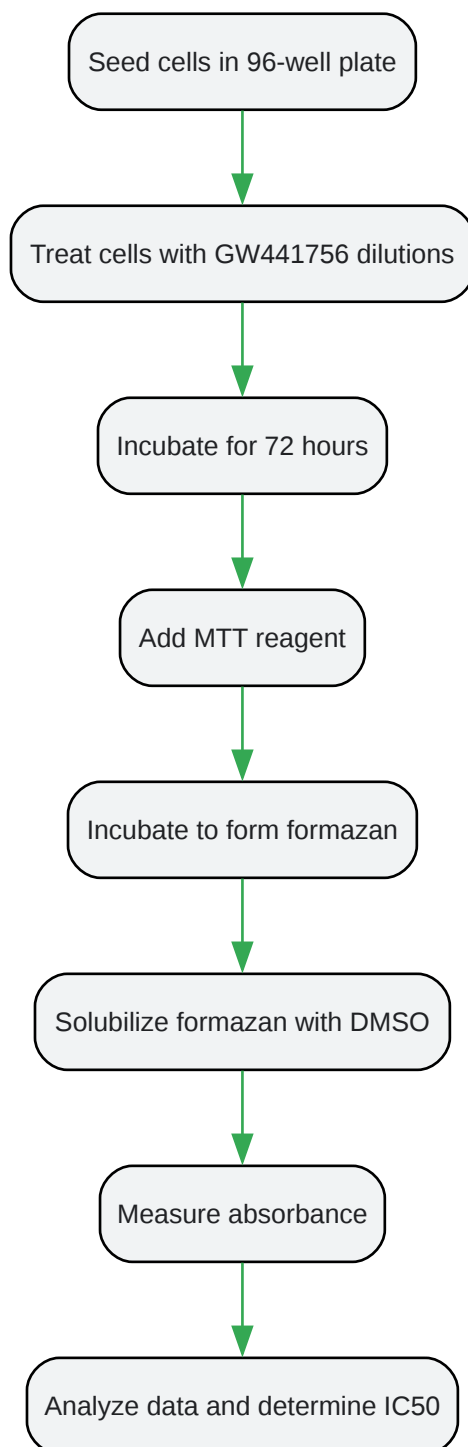 Seed cells in 96-well plate
Treat cells with GW441756 dilutions
Incubate for 72 hours
Add MTT reagent
Incubate to form formazan
Solubilize formazan with DMSO
Measure absorbance
Analyze data and determine IC50